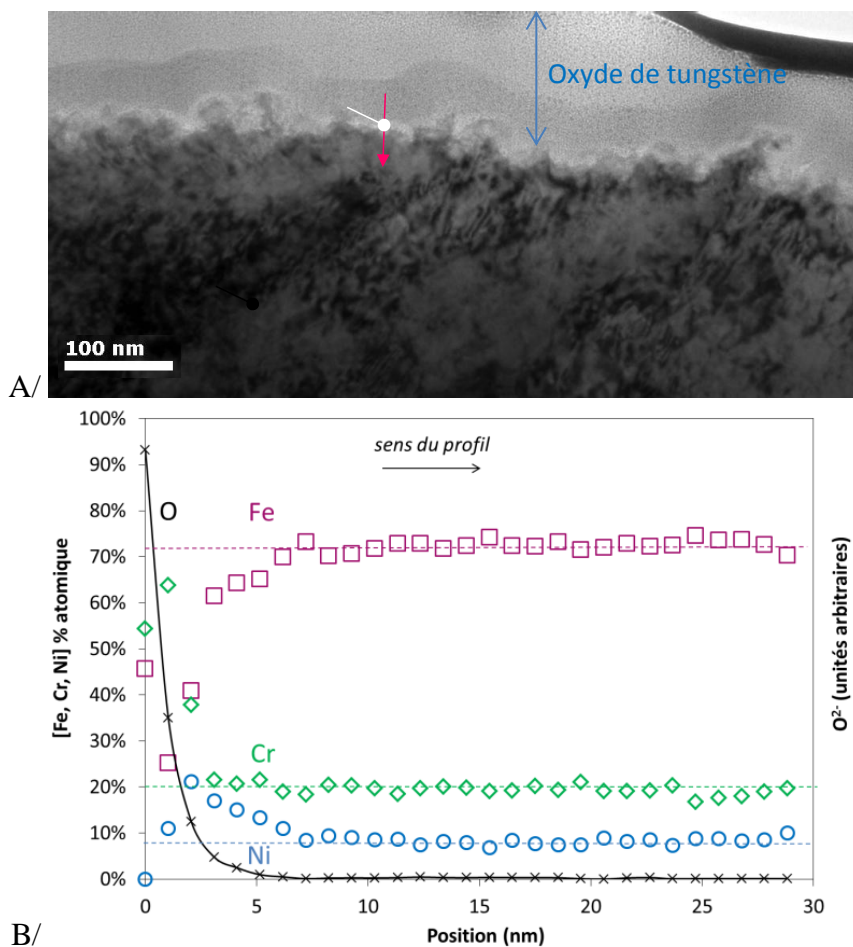 Oxyde de tungstène
100 nm
A/
100%
90%
80%
70%
60%
50%
40%
30%
20%
10%
0%
[Fe, Cr, Ni] % atomique
sens du profil
O
Fe
Cr
Ni
O²⁻ (unités arbitraires)
0 5 10 15 20 25 30
Position (nm)
B/